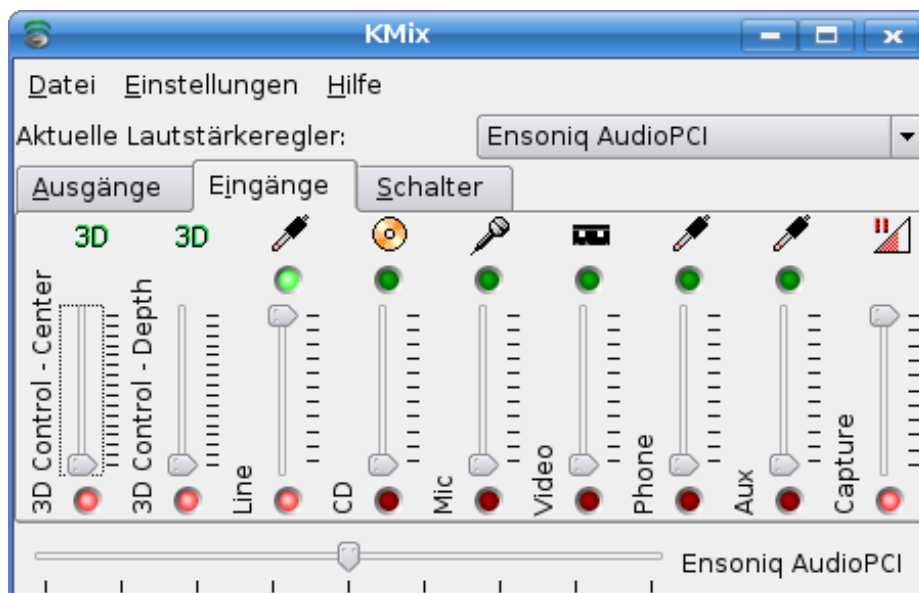 KMix
Datei Einstellungen Hilfe
Aktuelle Lautstärkeregler: Ensoniq AudioPCI
Ausgänge Eingänge Schalter
3D 3D
3D Control - Center
3D Control - Depth
Line
CD
Mic
Video
Phone
Aux
Capture
Ensoniq AudioPCI